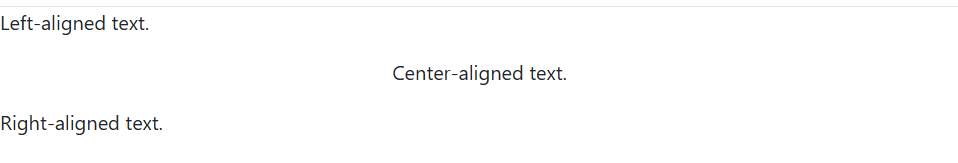 Left-aligned text.
Center-aligned text.
Right-aligned text.